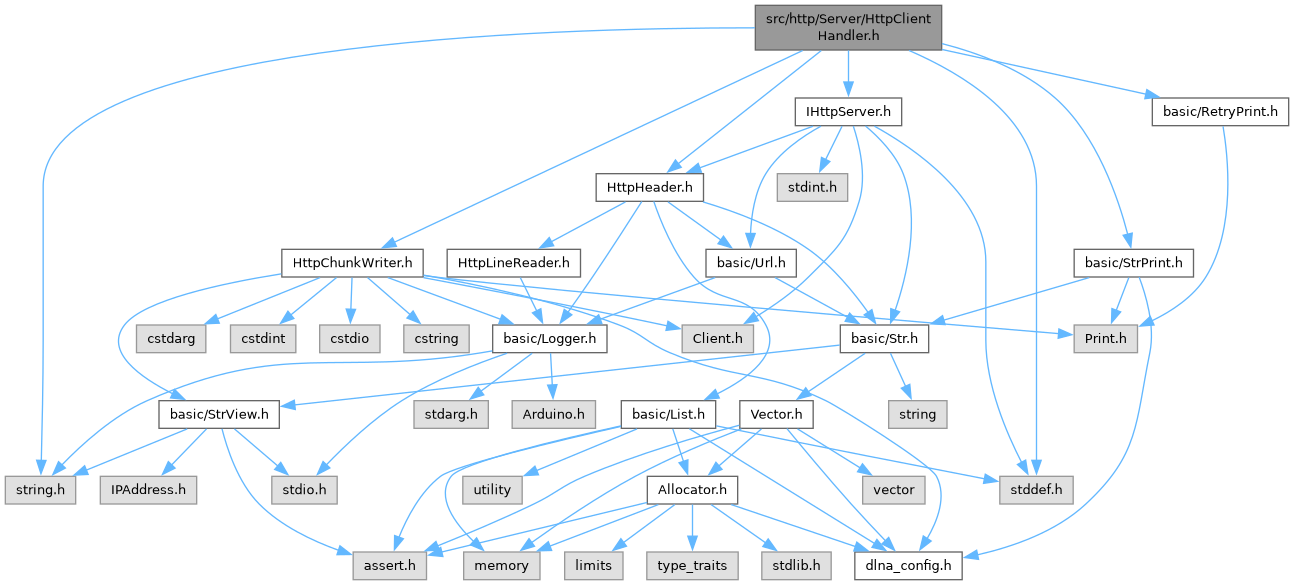 src/http/Server/HttpClient
Handler.h
IHttpServer.h
basic/RetryPrint.h
HttpHeader.h
stdint.h
HttpChunkWriter.h
HttpLineReader.h
basic/Url.h
basic/StrPrint.h
cstdarg
cstdint
cstdio
cstring
basic/Logger.h
Client.h
basic/Str.h
Print.h
basic/StrView.h
stdarg.h
Arduino.h
basic/List.h
Vector.h
string
string.h
IPAddress.h
stdio.h
utility
Allocator.h
vector
stddef.h
assert.h
memory
limits
type_traits
stdlib.h
dlna_config.h